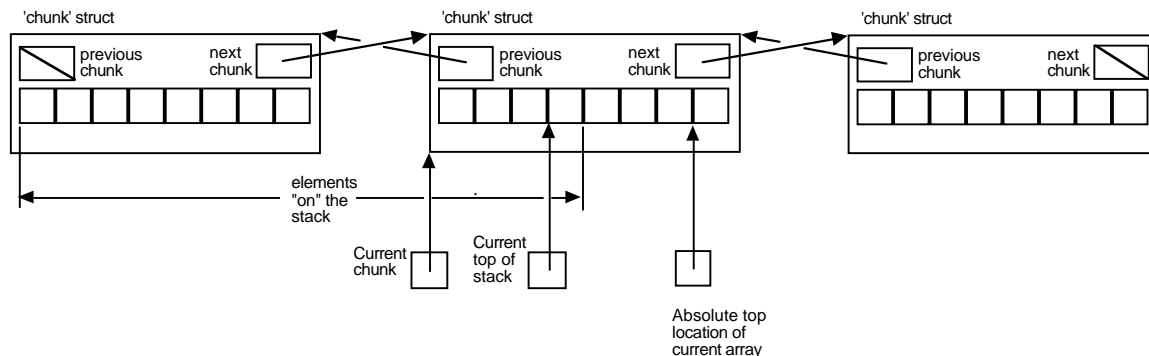 'chunk' struct
'chunk' struct
'chunk' struct
previous
chunk
next
chunk
previous
chunk
next
chunk
previous
chunk
next
chunk
elements
"on" the
stack
Current
chunk
Current
top of
stack
Absolute top
location of
current array